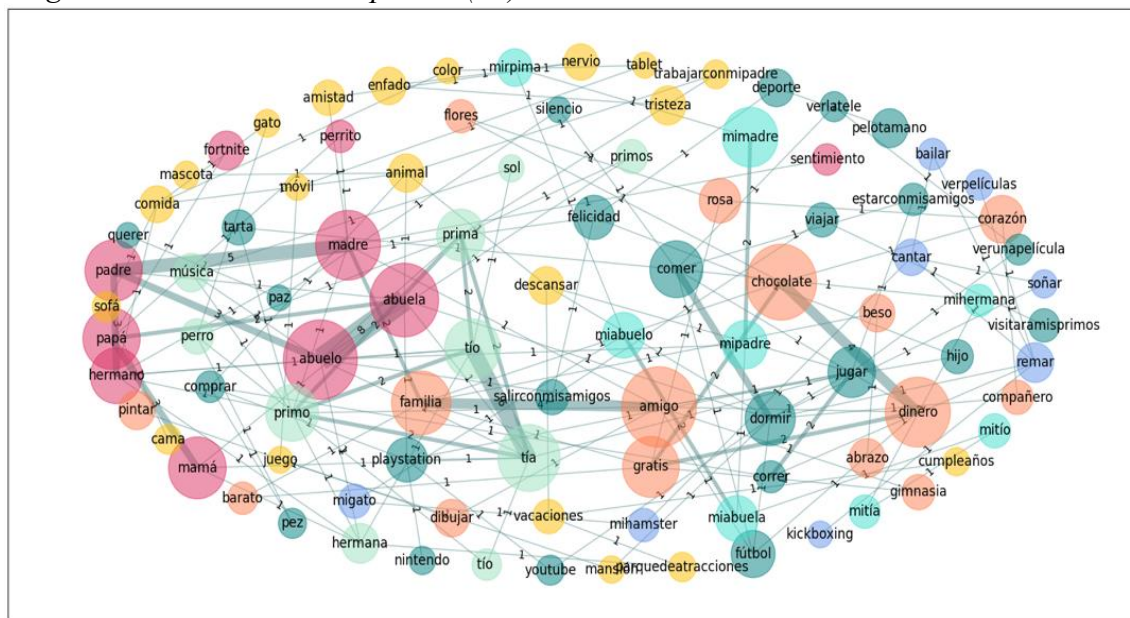 mirpima
nervio
tablet
color
trabajarconmipadre
enfado
deporte
amistad
tristeza
silencio
verlatele
flores
gato
perrito
pelotamano
mimadre
fortnite
primos
sentimiento
bailar
sol
mascota
animal
móvil
verpelículas
comida
rosa
estarconmisamigos
felicidad
viajar
corazón
tarta
querer
prima
madre
verunapelícula
cantar
padre
música
comer
chocolate
descansar
soñar
paz
abuela
mihermana
sofá
beso
visitaramisprimos
perro
miabuelo
papá
mipadre
tío
abuelo
hijo
remar
hermano
jugar
comprar
salirconmisamigos
compañero
familia
amigo
pintar
primo
dinero
dormir
mitío
cama
tía
juego
playstation
abrazo
cumpleaños
mamá
gratis
correr
gimnasia
barato
migato
vacaciones
dibujar
miabuela
mitía
pez
mihamster
kickboxing
hermana
fútbol
nintendo
tío
youtube
mansión
parquedeatracciones